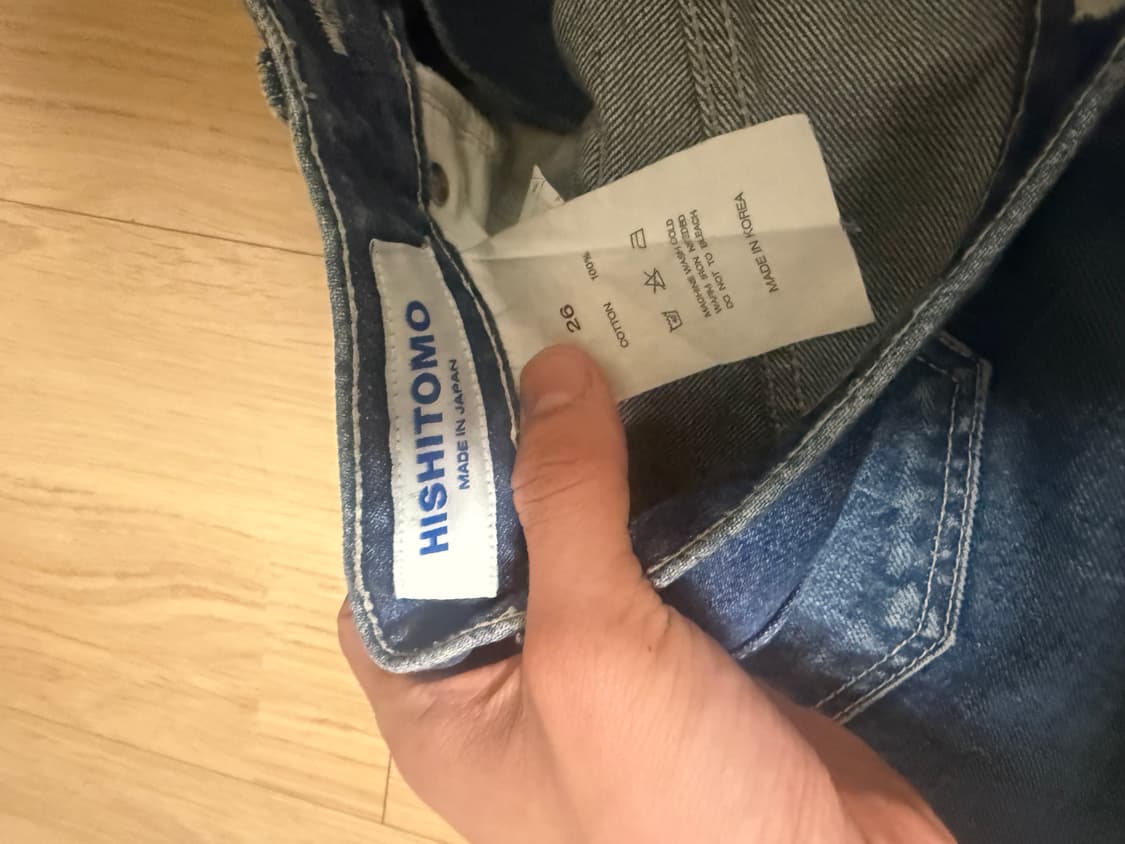 HISHITOMO
MADE IN JAPAN
26
COTTON 100%
MACHINE WASH COLD
WARM IRON NEEDED
DO NOT TO BLEACH
MADE IN KOREA